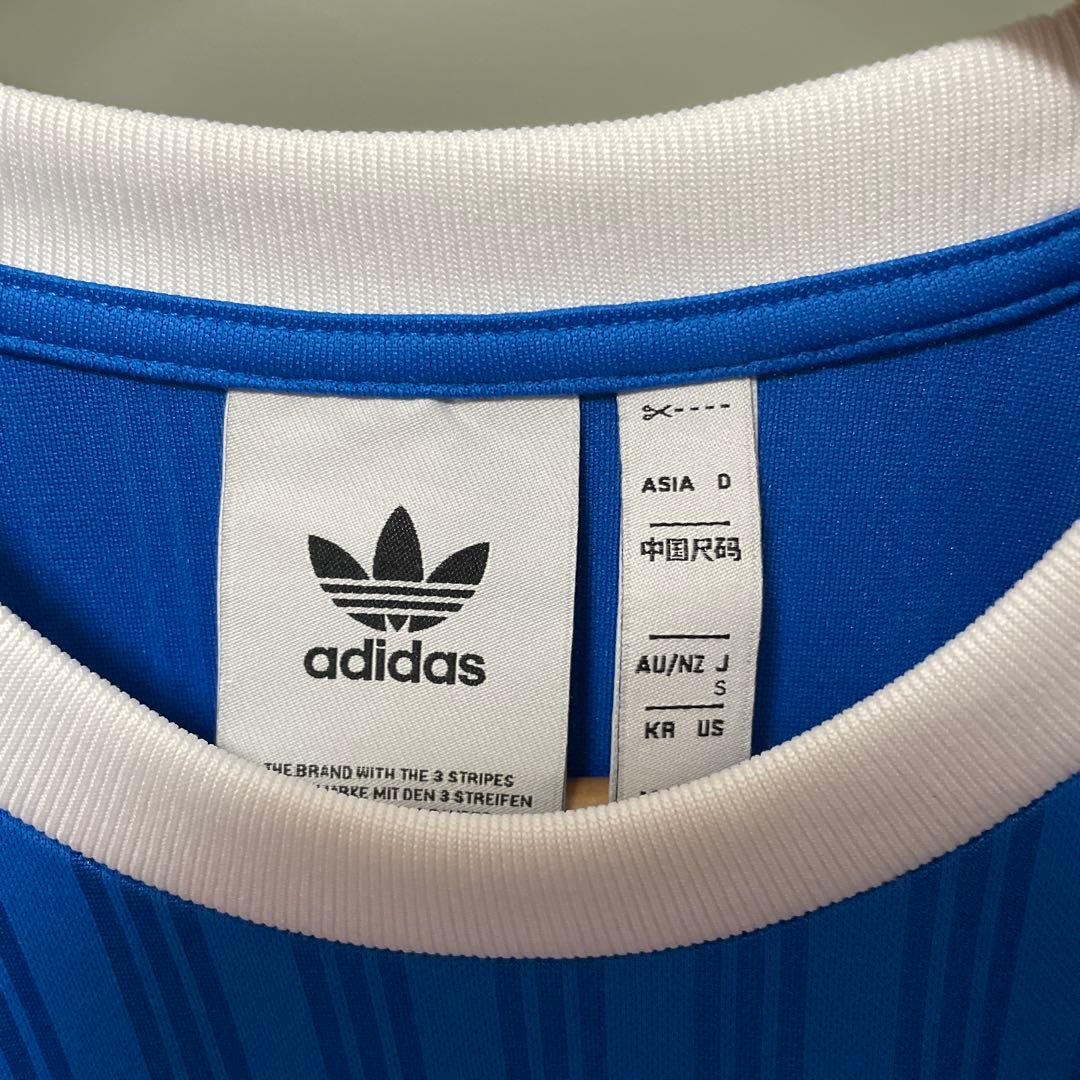 adidas
THE BRAND WITH THE 3 STRIPES
MIT DEN 3 STREIFEN
ASIA D
中国尺码
AU/NZ J
S
KR US